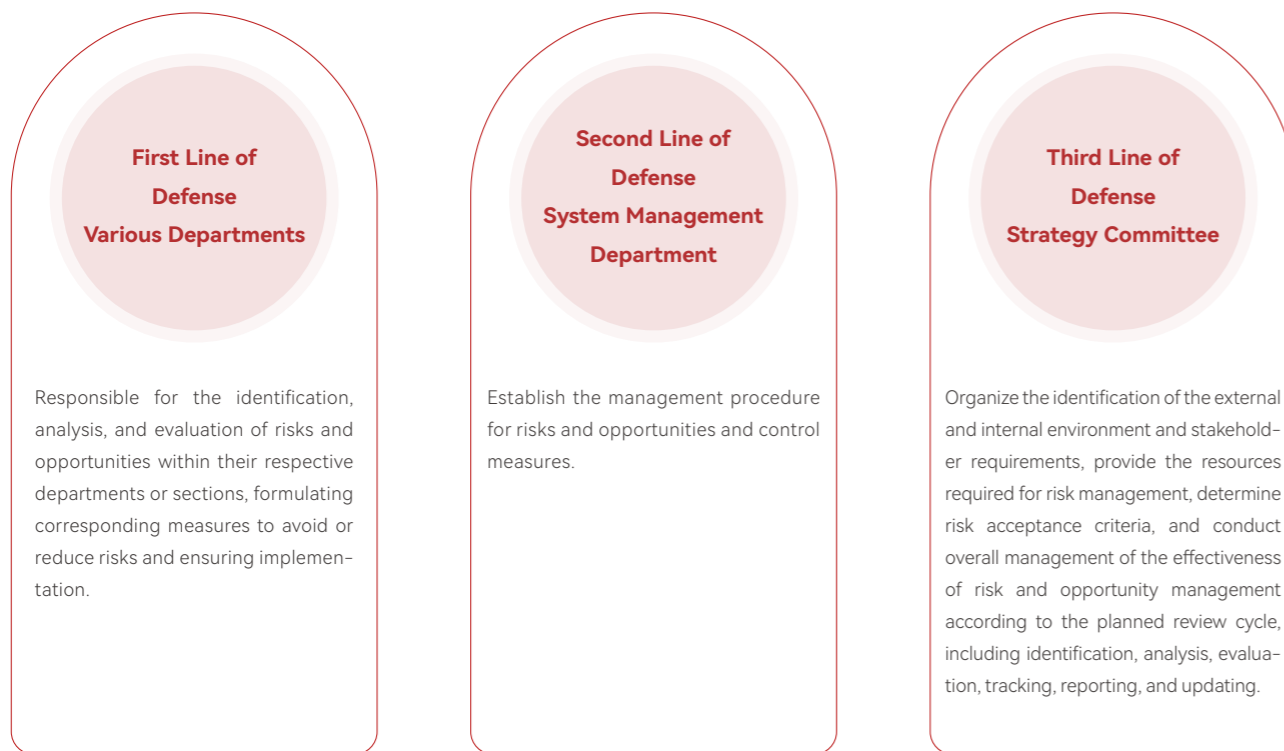 First Line of
Defense
Various Departments
Responsible for the identification,
analysis, and evaluation of risks and
opportunities within their respective
departments or sections, formulating
corresponding measures to avoid or
reduce risks and ensuring implemen-
tation.
Second Line of
Defense
System Management
Department
Establish the management procedure
for risks and opportunities and control
measures.
Third Line of
Defense
Strategy Committee
Organize the identification of the external
and internal environment and stakehold-
er requirements, provide the resources
required for risk management, determine
risk acceptance criteria, and conduct
overall management of the effectiveness
of risk and opportunity management
according to the planned review cycle,
including identification, analysis, evalua-
tion, tracking, reporting, and updating.